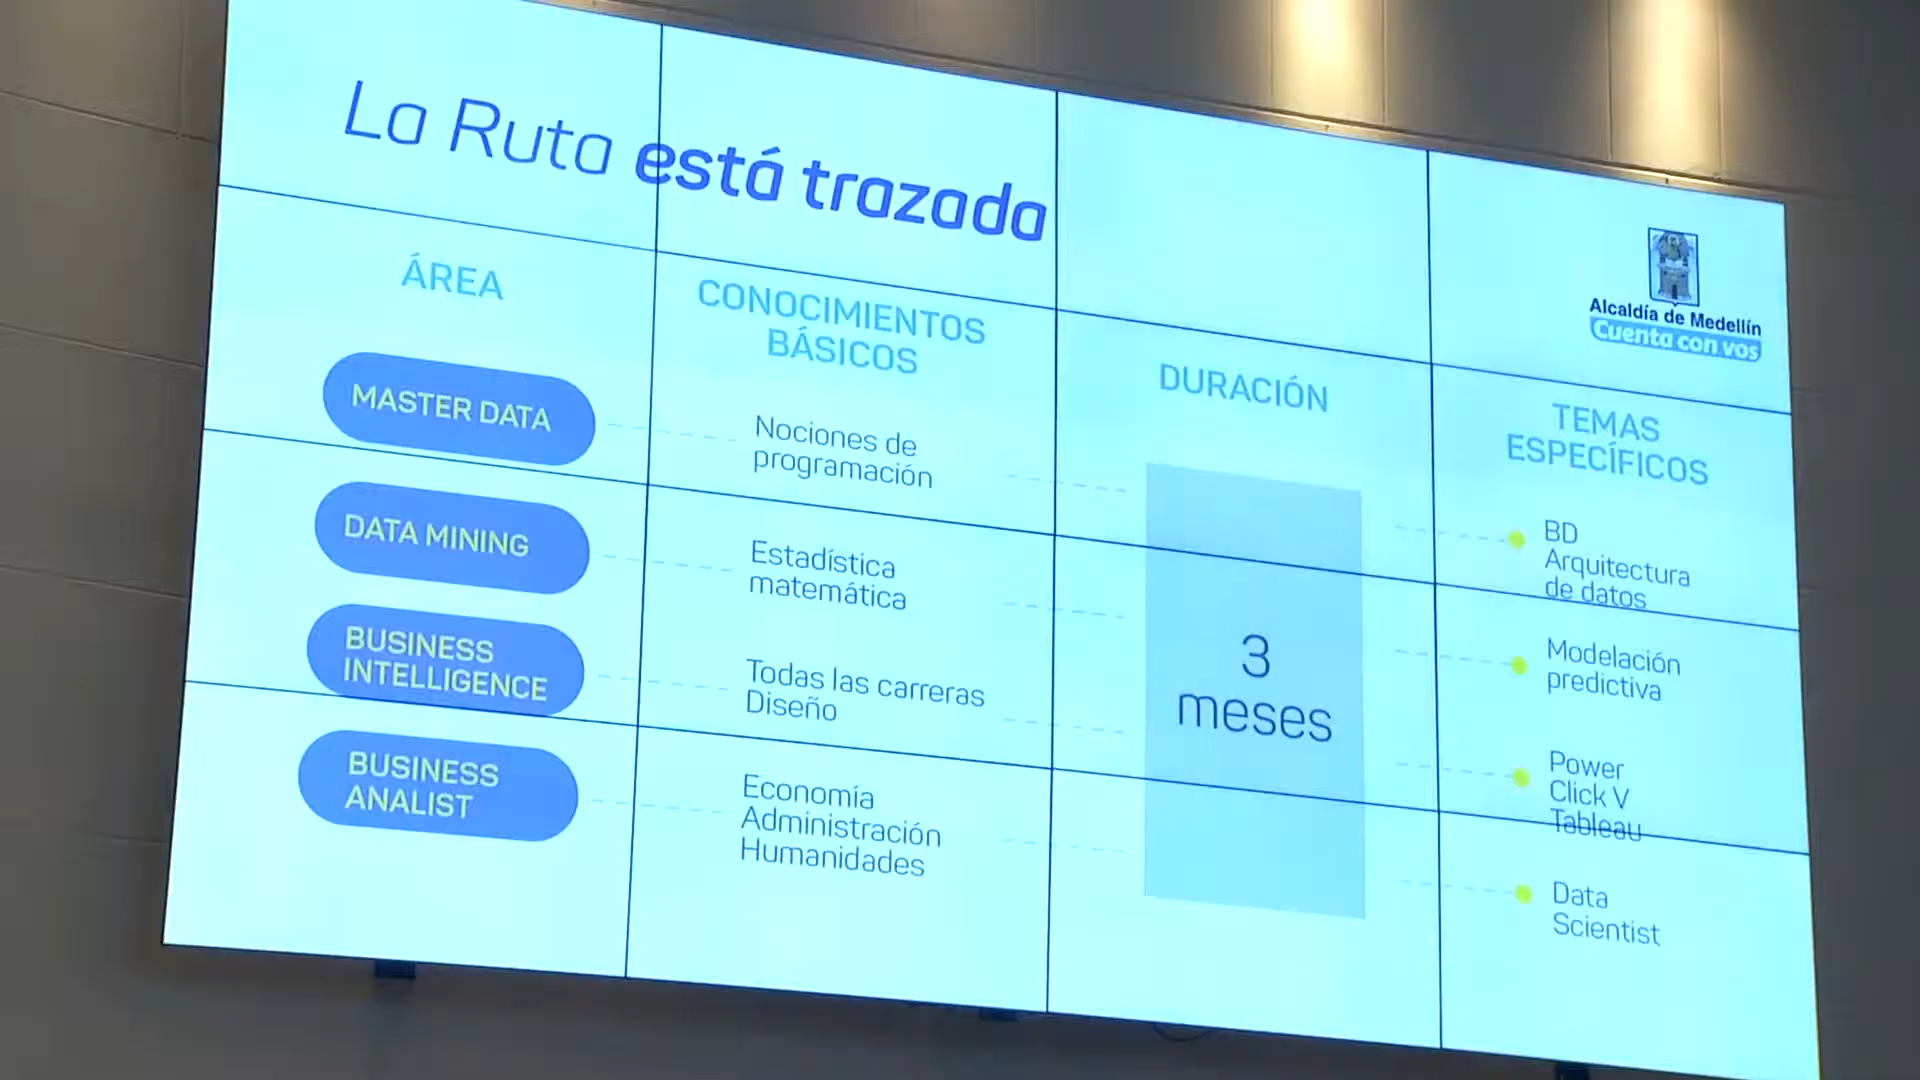 La Ruta está trazada
Alcaldía de Medellín
Cuenta con vos
ÁREA
CONOCIMIENTOS
BÁSICOS
DURACIÓN
TEMAS
ESPECÍFICOS
MASTER DATA
Nociones de
programación
BD
Arquitectura
de datos
DATA MINING
Estadística
matemática
Modelación
predictiva
BUSINESS
INTELLIGENCE
Todas las carreras
Diseño
3
meses
Power
Click V
Tableau
BUSINESS
ANALIST
Economía
Administración
Humanidades
Data
Scientist